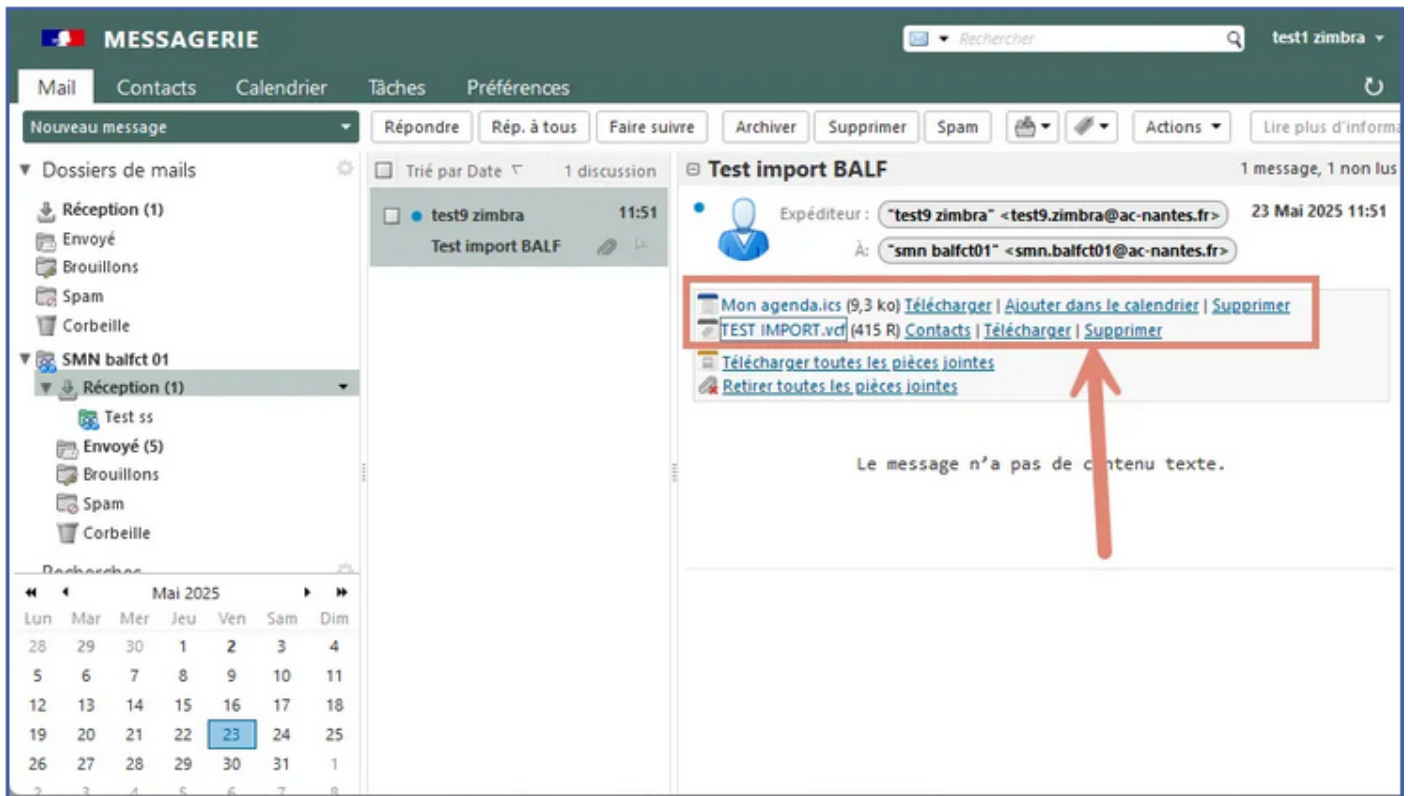 MESSAGERIE
Rechercher
test1 zimbra
Mail Contacts Calendrier Tâches Préférences
Nouveau message
Répondre Rép. à tous Faire suivre Archiver Supprimer Spam Actions Lire plus d'informa
Dossiers de mails
Réception (1)
Envoyé
Brouillons
Spam
Corbeille
SMN balfct 01
Réception (1)
Test ss
Envoyé (5)
Brouillons
Spam
Corbeille
Recherches
Mai 2025
Lun Mar Mer Jeu Ven Sam Dim
28 29 30 1 2 3 4
5 6 7 8 9 10 11
12 13 14 15 16 17 18
19 20 21 22 23 24 25
26 27 28 29 30 31 1
2 3 4 5 6 7 8
Trié par Date 1 discussion
test9 zimbra 11:51
Test import BALF
Test import BALF 1 message, 1 non lus
Expéditeur : "test9 zimbra" <test9.zimbra@ac-nantes.fr> 23 Mai 2025 11:51
À: "smn balfct01" <smn.balfct01@ac-nantes.fr>
Mon agenda.ics (9,3 ko) Télécharger | Ajouter dans le calendrier | Supprimer
TEST IMPORT.vcf (415 R) Contacts | Télécharger | Supprimer
Télécharger toutes les pièces jointes
Retirer toutes les pièces jointes
Le message n'a pas de contenu texte.